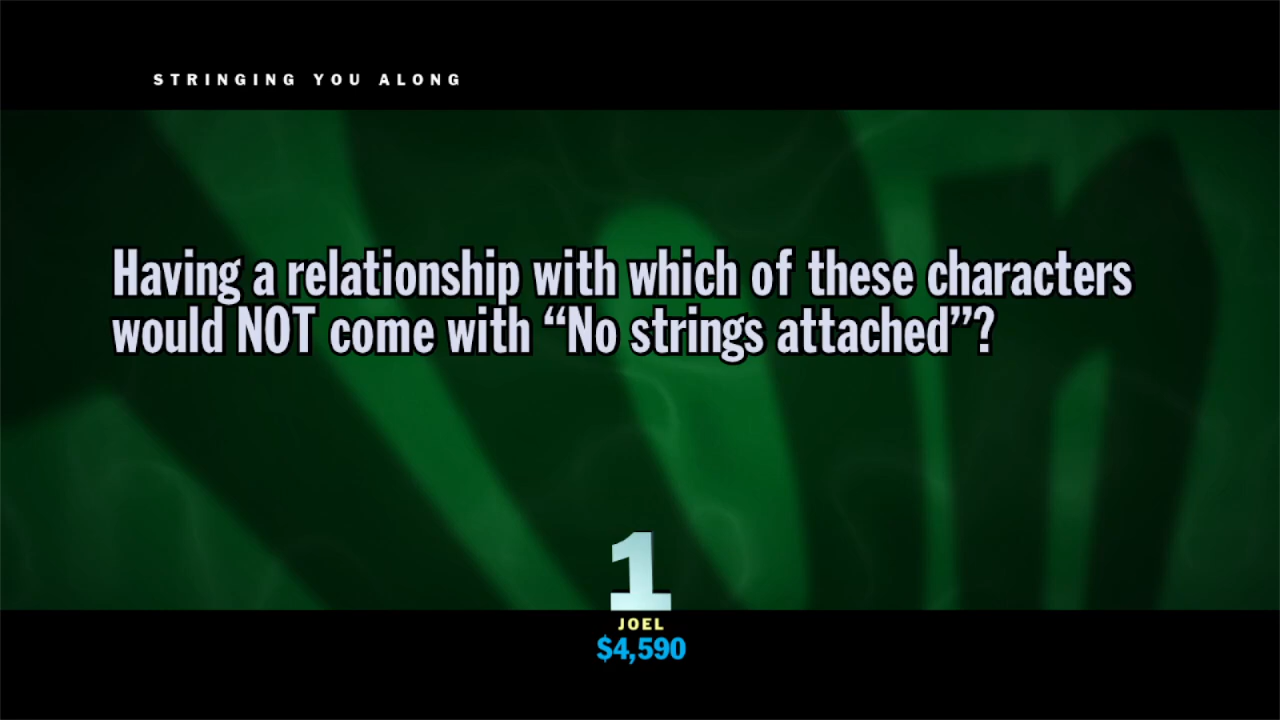 STRINGING YOU ALONG
Having a relationship with which of these characters
would NOT come with “No strings attached”?
1
JOEL
$4,590